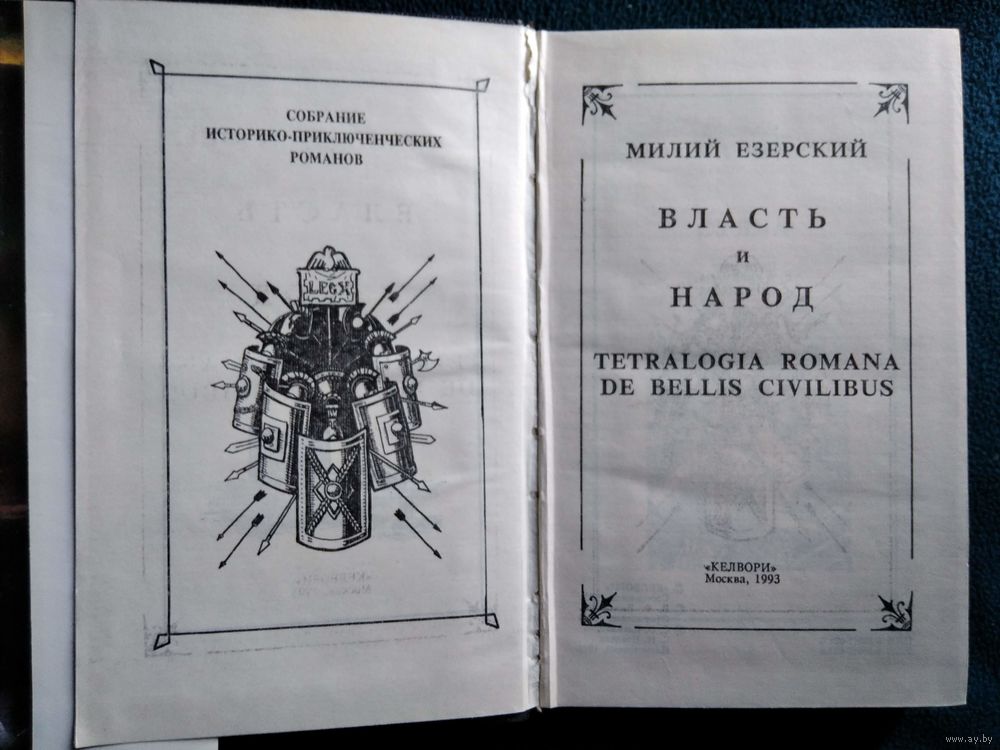 СОБРАНИЕ
ИСТОРИКО-ПРИКЛЮЧЕНЧЕСКИХ
РОМАНОВ
LEGX
МИЛИЙ ЕЗЕРСКИЙ
ВЛАСТЬ
И
НАРОД
TETRALOGIA ROMANA
DE BELLIS CIVILIBUS
«КЕЛВОРИ»
Москва, 1993
www.ay.by